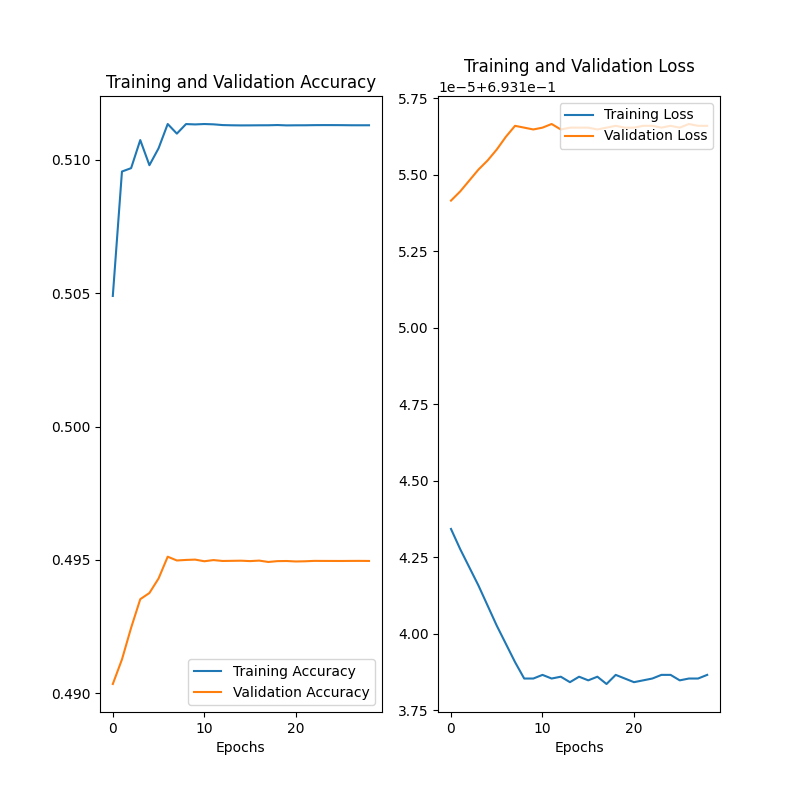 Training and Validation Accuracy
0.510
0.505
0.500
0.495
0.490
0
10
20
Epochs
Training Accuracy
Validation Accuracy
Training and Validation Loss
1e−5+6.931e−1
5.75
5.50
5.25
5.00
4.75
4.50
4.25
4.00
3.75
0
10
20
Epochs
Training Loss
Validation Loss